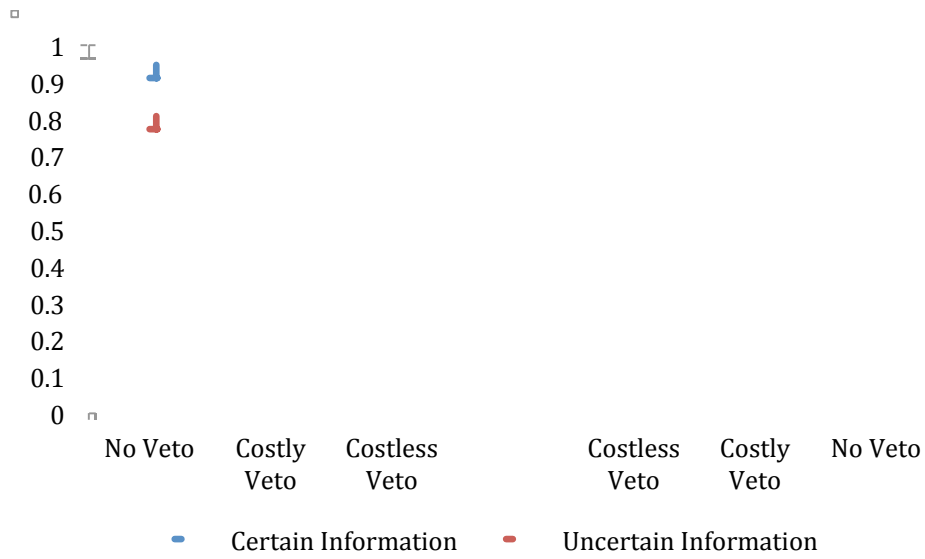 1
0.9
0.8
0.7
0.6
0.5
0.4
0.3
0.2
0.1
0
No Veto
Costly
Veto
Costless
Veto
Costless
Veto
Costly
Veto
No Veto
Certain Information
Uncertain Information